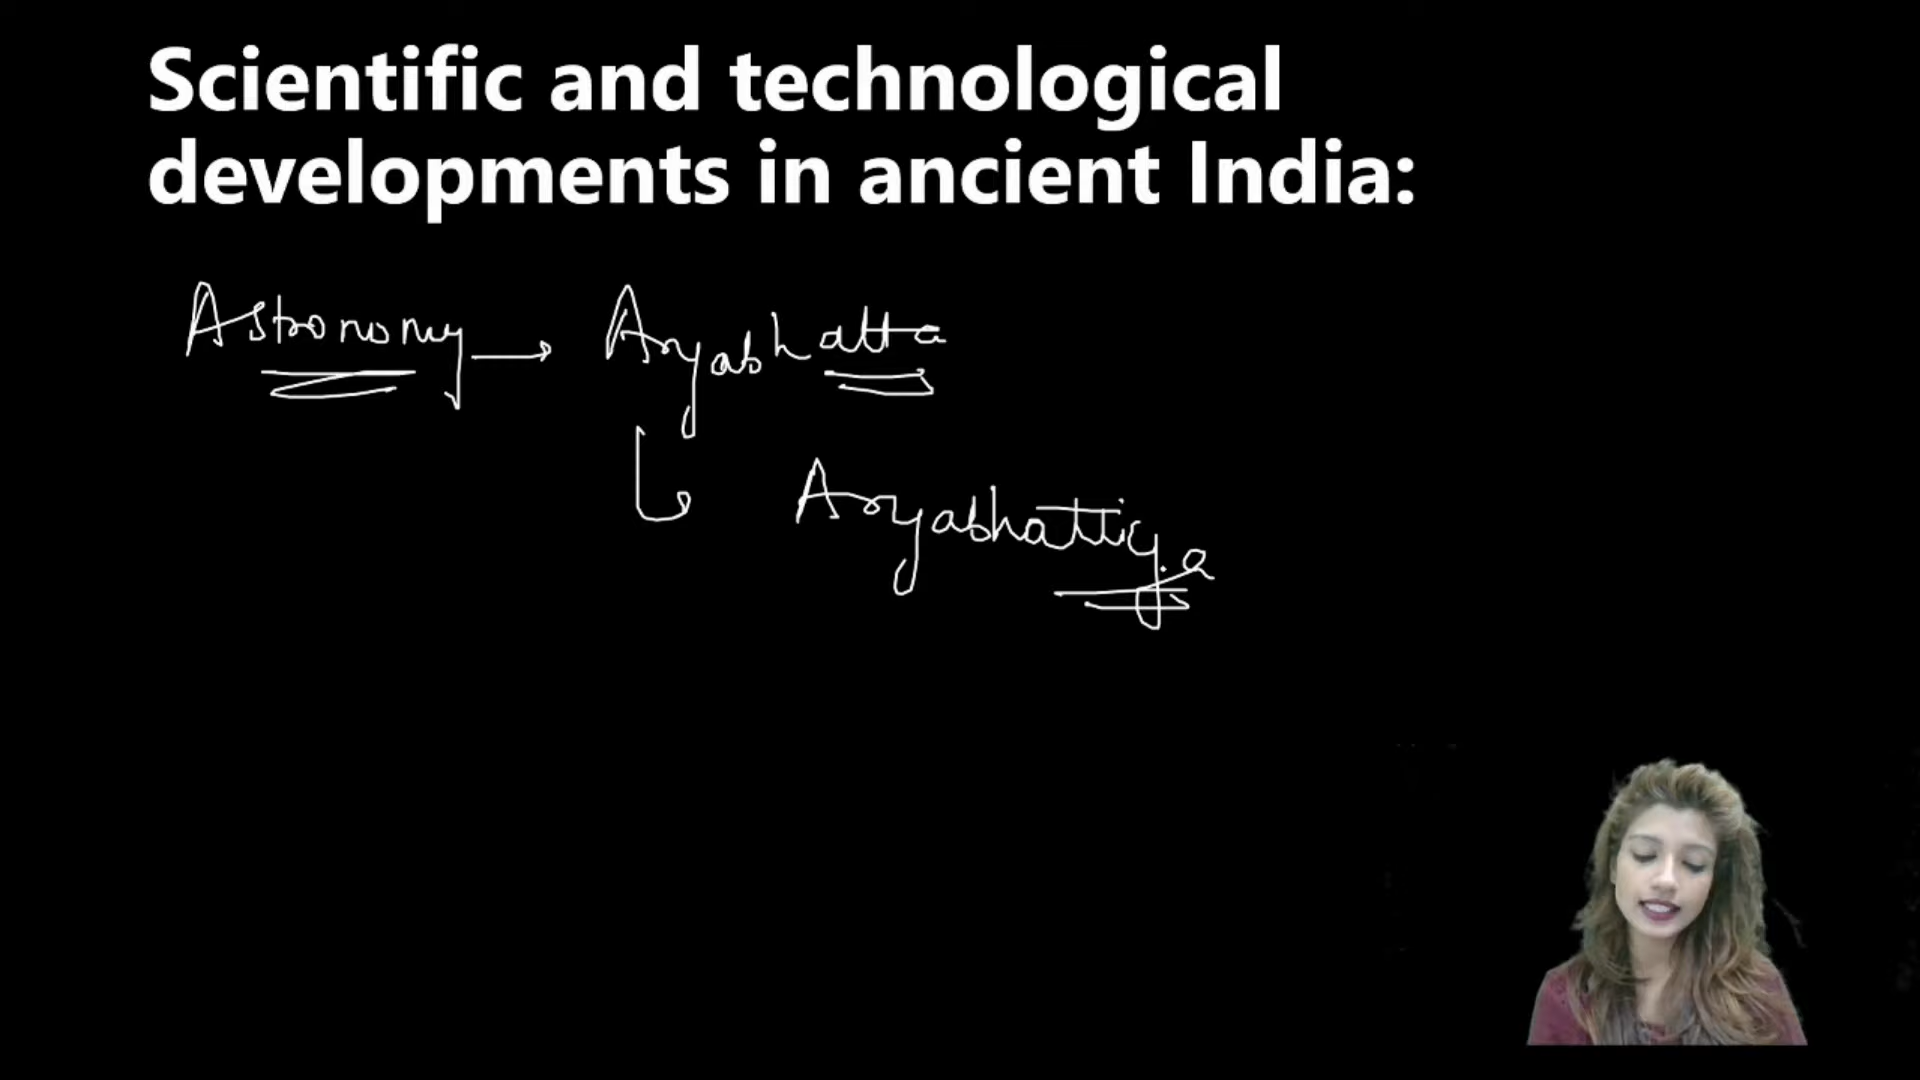 Scientific and technological
developments in ancient India:
Astronomy → Aryabhatta
Aryabhattiya